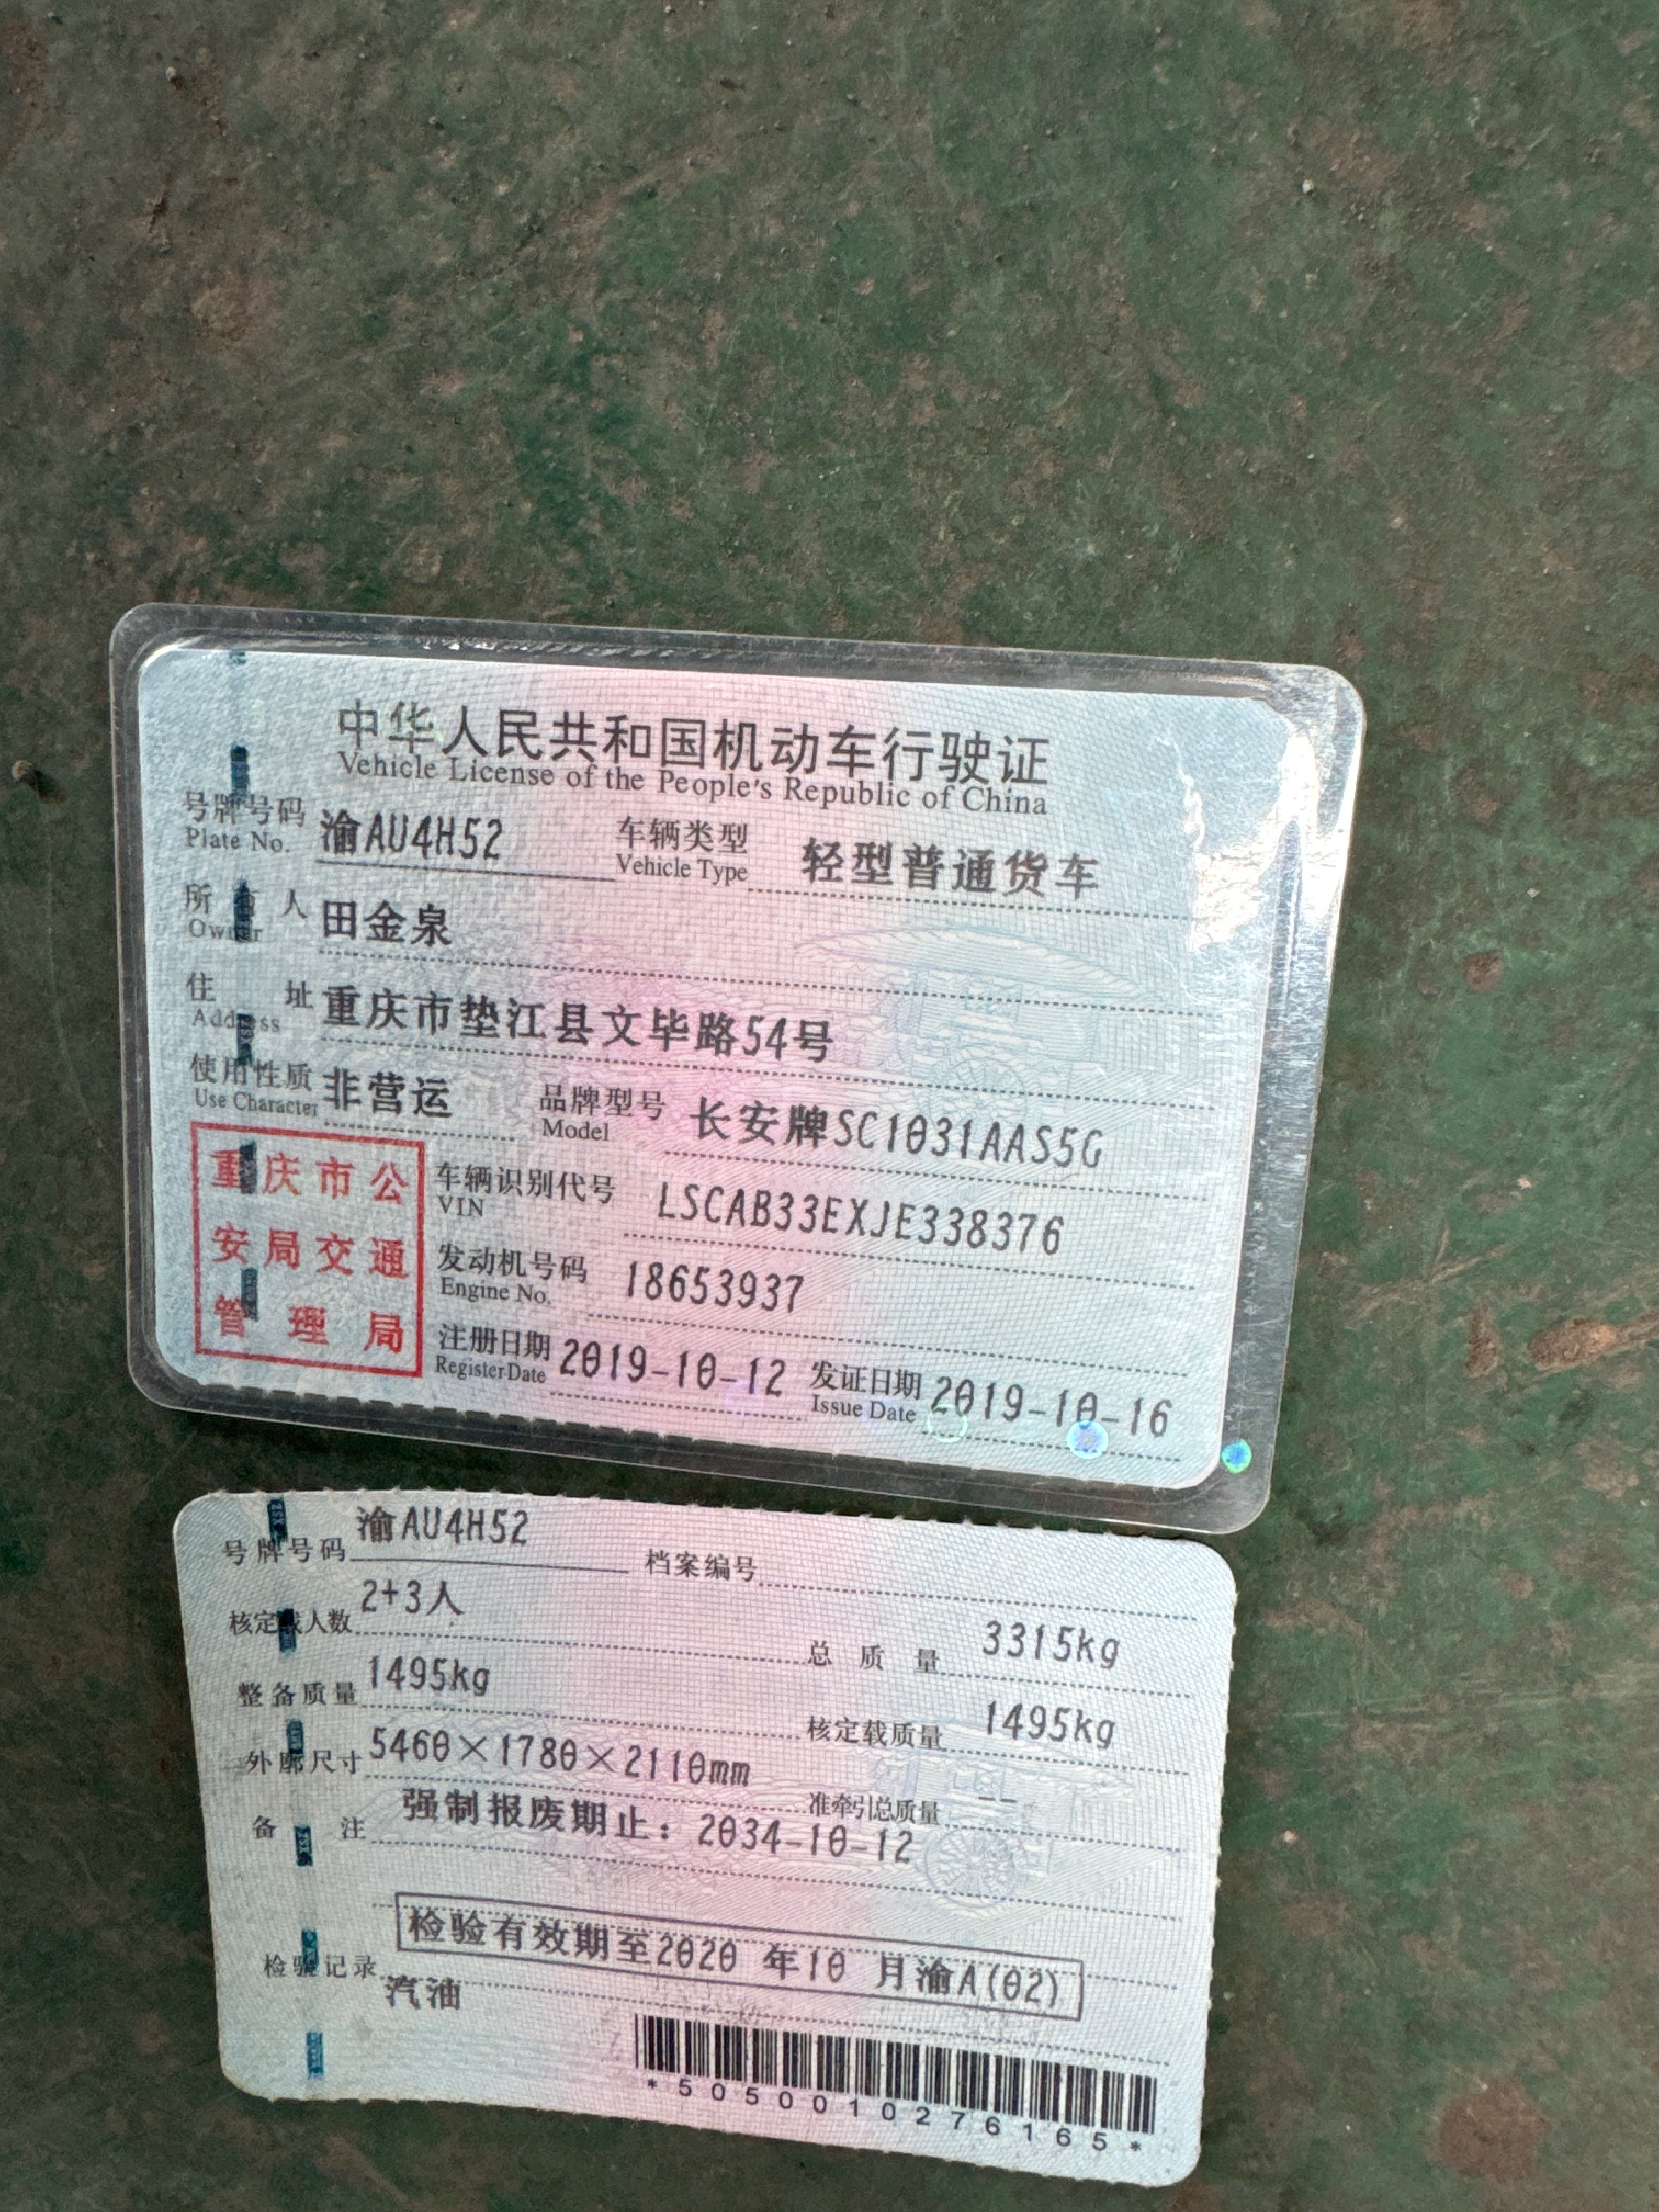 中华人民共和国机动车行驶证
Vehicle License of the People's Republic of China
号牌号码 渝AU4H52 车辆类型 轻型普通货车
Plate No. Vehicle Type
所有人 田金泉
Owner
住址 重庆市垫江县文毕路54号
Address
使用性质 非营运 品牌型号 长安牌SC1031AAS5G
Use Character Model
重庆市公
安局交通
管理局
车辆识别代号 LSCAB33EXJE338376
VIN
发动机号码 18653937
Engine No.
注册日期 2019-10-12 发证日期 2019-10-16
Register Date Issue Date
号牌号码 渝AU4H52 档案编号
核定载人数 2+3人 总质量 3315kg
整备质量 1495kg 核定载质量 1495kg
外廓尺寸 5460×1780×2110mm 准牵引总质量 --
备注 强制报废期止：2034-10-12
检验有效期至2020 年10 月渝A(02)
检验记录 汽油
*5050010276165*